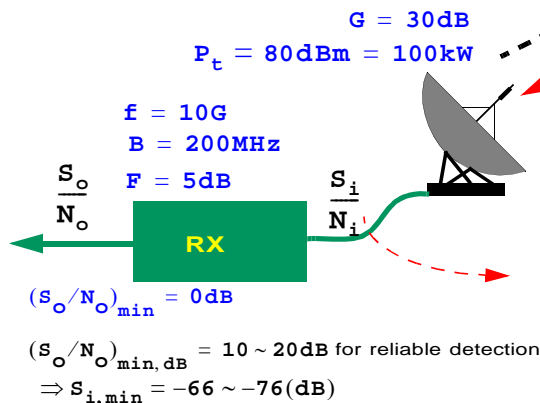 G = 30dB
P_t = 80dBm = 100kW
f = 10G
B = 200MHz
F = 5dB
S_o/N_o
S_i/N_i
RX
(S_o/N_o)_min = 0dB
(S_o/N_o)_min,dB = 10 ~ 20dB for reliable detection
⇒ S_i,min = −66 ~ −76(dB)